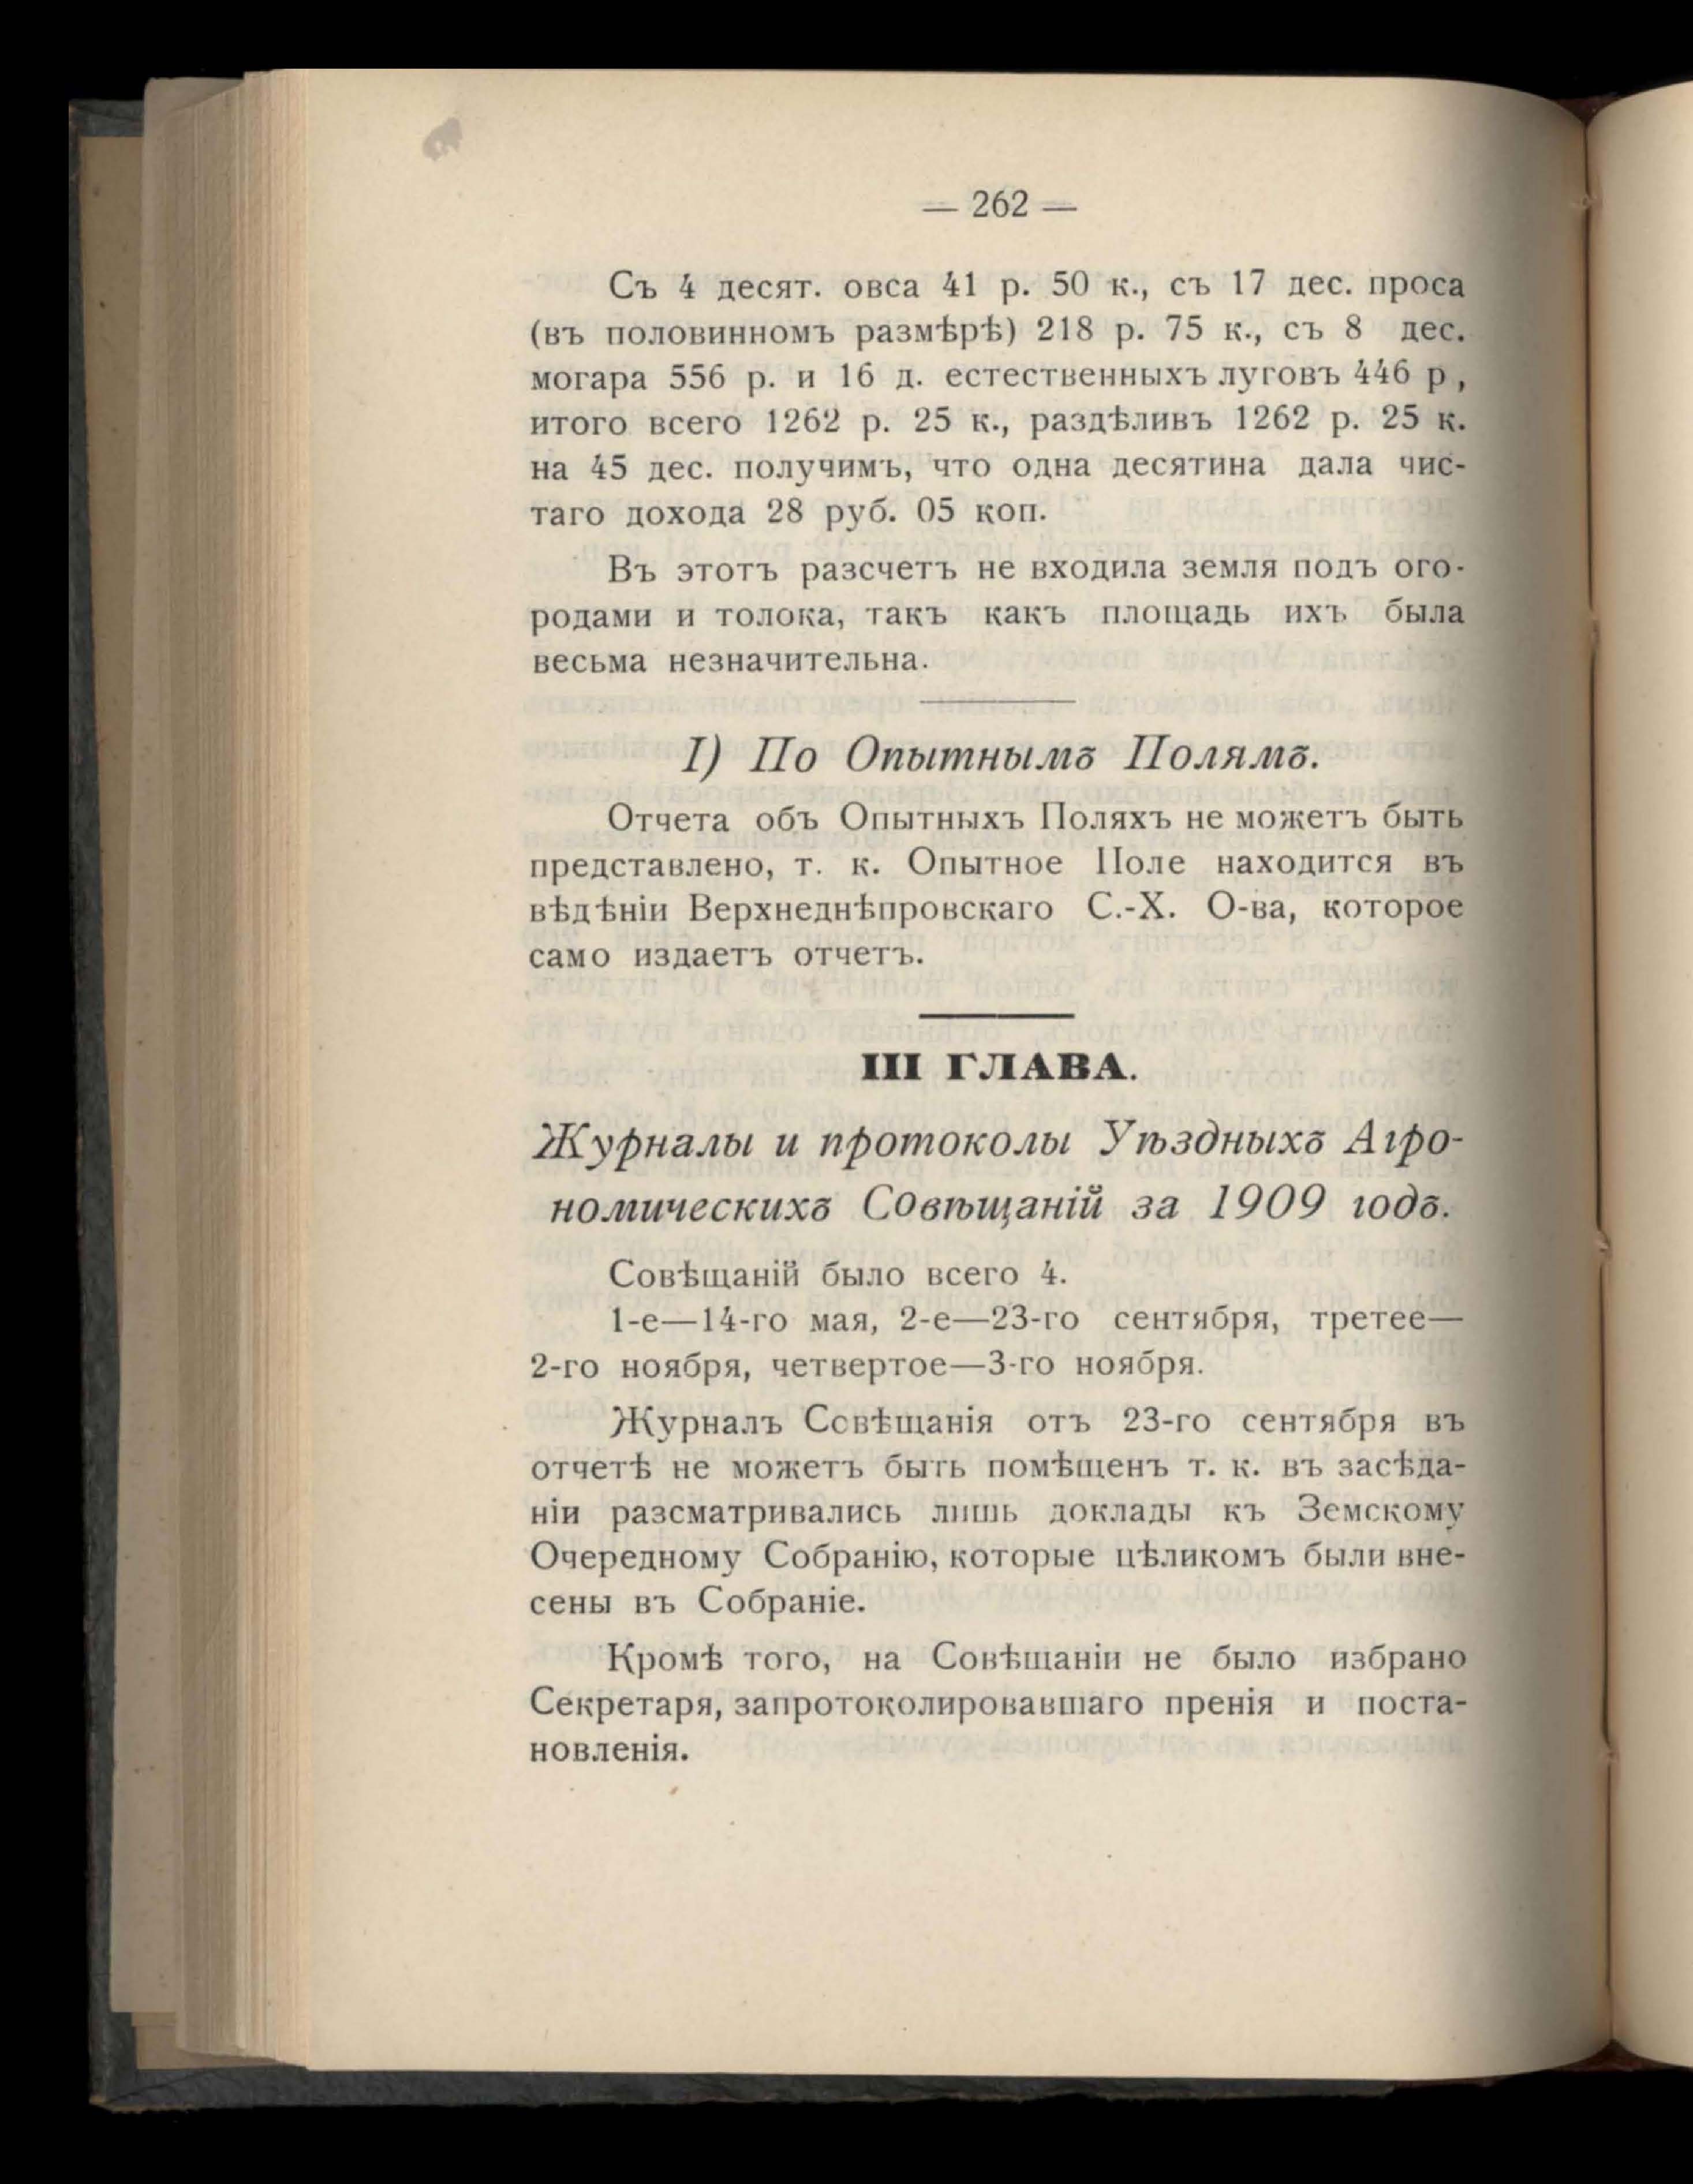 — 262 —
Съ 4 десят. овса 41 р. 50 к., съ 17 дес. проса
(въ половинномъ размѣрѣ) 218 р. 75 к., съ 8 дес.
могара 556 р. и 16 д. естественныхъ луговъ 446 р ,
итого всего 1262 р. 25 к., раздѣливъ 1262 р. 25 к.
на 45 дес. получимъ, что одна десятина дала чис-
таго дохода 28 руб. 05 коп.
Въ этотъ разсчетъ не входила земля подъ ого-
родами и толока, такъ какъ площадь ихъ была
весьма незначительна.
I) По Опытнымъ Полямъ.
Отчета объ Опытныхъ Поляхъ не можетъ быть
представлено, т. к. Опытное Поле находится въ
вѣдѣніи Верхнеднѣпровскаго С.-Х. О-ва, которое
само издаетъ отчетъ.
III ГЛАВА.
Журналы и протоколы Уѣздныхъ Агро-
номическихъ Совѣщаній за 1909 годъ.
Совѣщаній было всего 4.
1-е—14-го мая, 2-е—23-го сентября, третее—
2-го ноября, четвертое—3-го ноября.
Журналъ Ссвѣщанія отъ 23-го сентября въ
отчетѣ не можетъ быть помѣщенъ т. к. въ засѣда-
ніи разсматривались лишь доклады къ Земскому
Очередному Собранію, которые цѣликомъ были вне-
сены въ Собраніе.
Кромѣ того, на Совѣщаніи не было избрано
Секретаря, запротоколировавшаго пренія и поста-
новленія.